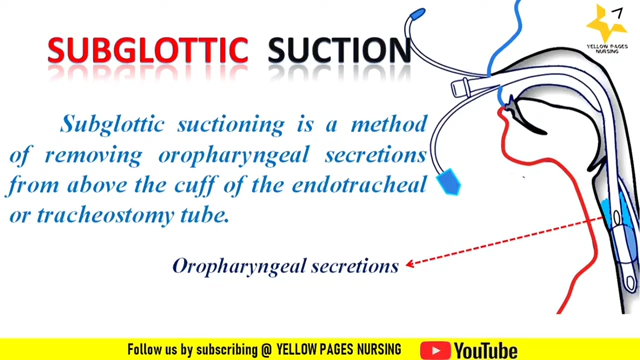 SUBGLOTTIC SUCTION
YELLOW PAGES
NURSING
Subglottic suctioning is a method
of removing oropharyngeal secretions
from above the cuff of the endotracheal
or tracheostomy tube.
Oropharyngeal secretions
Follow us by subscribing @ YELLOW PAGES NURSING YouTube